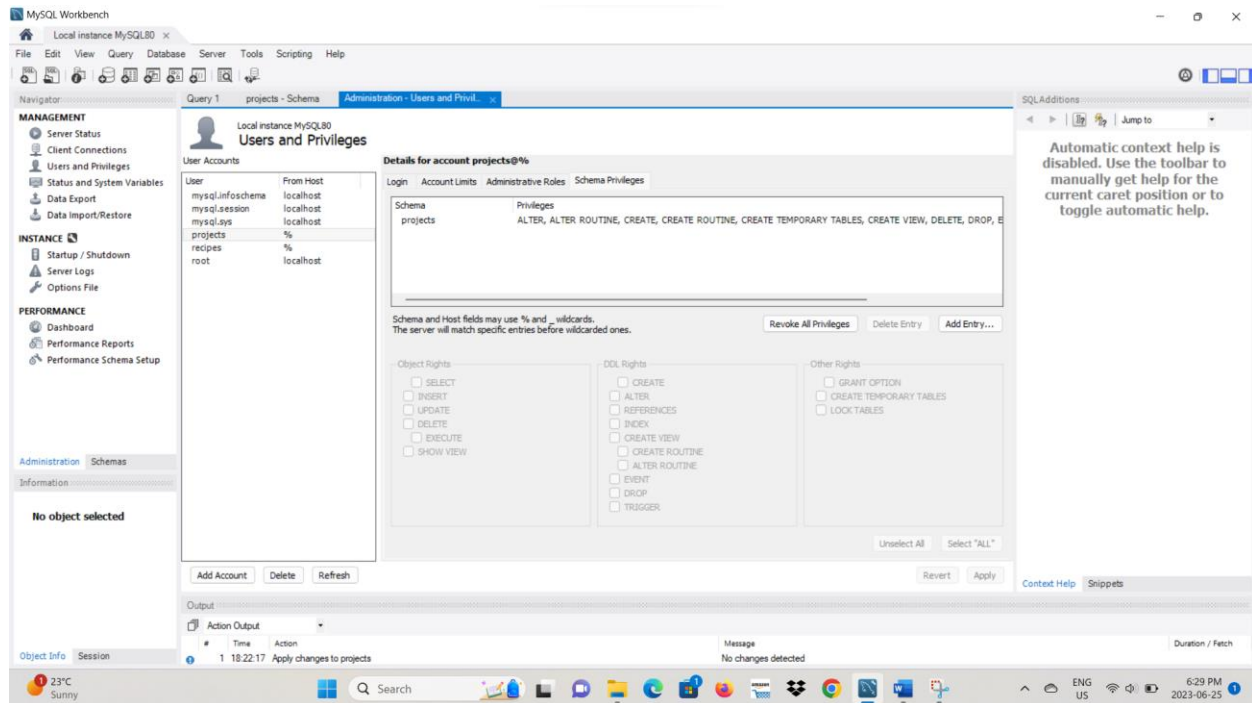 MySQL Workbench
Local instance MySQL80 ×
File Edit View Query Database Server Tools Scripting Help
Navigator
MANAGEMENT
Server Status
Client Connections
Users and Privileges
Status and System Variables
Data Export
Data Import/Restore
INSTANCE
Startup / Shutdown
Server Logs
Options File
PERFORMANCE
Dashboard
Performance Reports
Performance Schema Setup
Administration Schemas
Information
No object selected
Object Info Session
Query 1 projects - Schema Administration - Users and Privil... ×
Local instance MySQL80
Users and Privileges
User Accounts
User From Host
mysql.infoschema localhost
mysql.session localhost
mysql.sys localhost
projects %
recipes %
root localhost
Add Account Delete Refresh
Details for account projects@%
Login Account Limits Administrative Roles Schema Privileges
Schema Privileges
projects ALTER, ALTER ROUTINE, CREATE, CREATE ROUTINE, CREATE TEMPORARY TABLES, CREATE VIEW, DELETE, DROP, E
Schema and Host fields may use % and _ wildcards.
The server will match specific entries before wildcarded ones.
Revoke All Privileges Delete Entry Add Entry...
Object Rights
SELECT
INSERT
UPDATE
DELETE
EXECUTE
SHOW VIEW
DDL Rights
CREATE
ALTER
REFERENCES
INDEX
CREATE VIEW
CREATE ROUTINE
ALTER ROUTINE
EVENT
DROP
TRIGGER
Other Rights
GRANT OPTION
CREATE TEMPORARY TABLES
LOCK TABLES
Unselect All Select "ALL"
Revert Apply
SQLAdditions
Jump to
Automatic context help is
disabled. Use the toolbar to
manually get help for the
current caret position or to
toggle automatic help.
Context Help Snippets
Output
Action Output
# Time Action Message Duration / Fetch
1 18:22:17 Apply changes to projects No changes detected
23°C
Sunny
Search
ENG
US
6:29 PM
2023-06-25